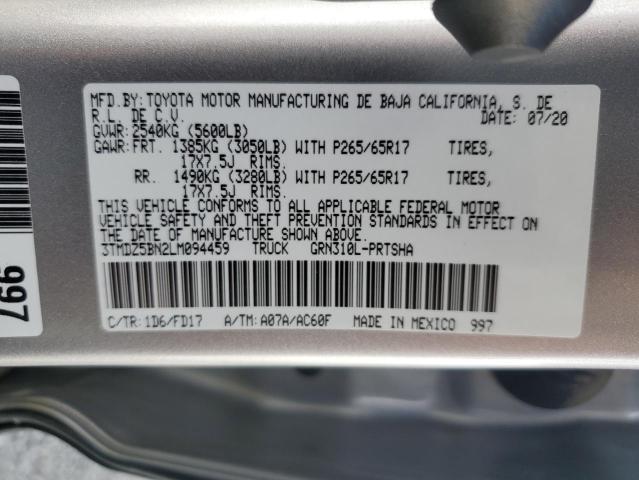 MFD.BY:TOYOTA MOTOR MANUFACTURING DE BAJA CALIFORNIA, S. DE
R.L. DE C.V. DATE: 07/20
GVWR: 2540KG (5600LB)
GAWR: FRT. 1385KG (3050LB) WITH P265/65R17 TIRES,
17X7.5J RIMS.
RR. 1490KG (3280LB) WITH P265/65R17 TIRES,
17X7.5J RIMS.
THIS VEHICLE CONFORMS TO ALL APPLICABLE FEDERAL MOTOR
VEHICLE SAFETY AND THEFT PREVENTION STANDARDS IN EFFECT ON
THE DATE OF MANUFACTURE SHOWN ABOVE.
3TMDZ5BN2LM094459 TRUCK GRN310L-PRTSHA
C/TR:1D6/FD17 A/TM:A07A/AC60F MADE IN MEXICO 997
997